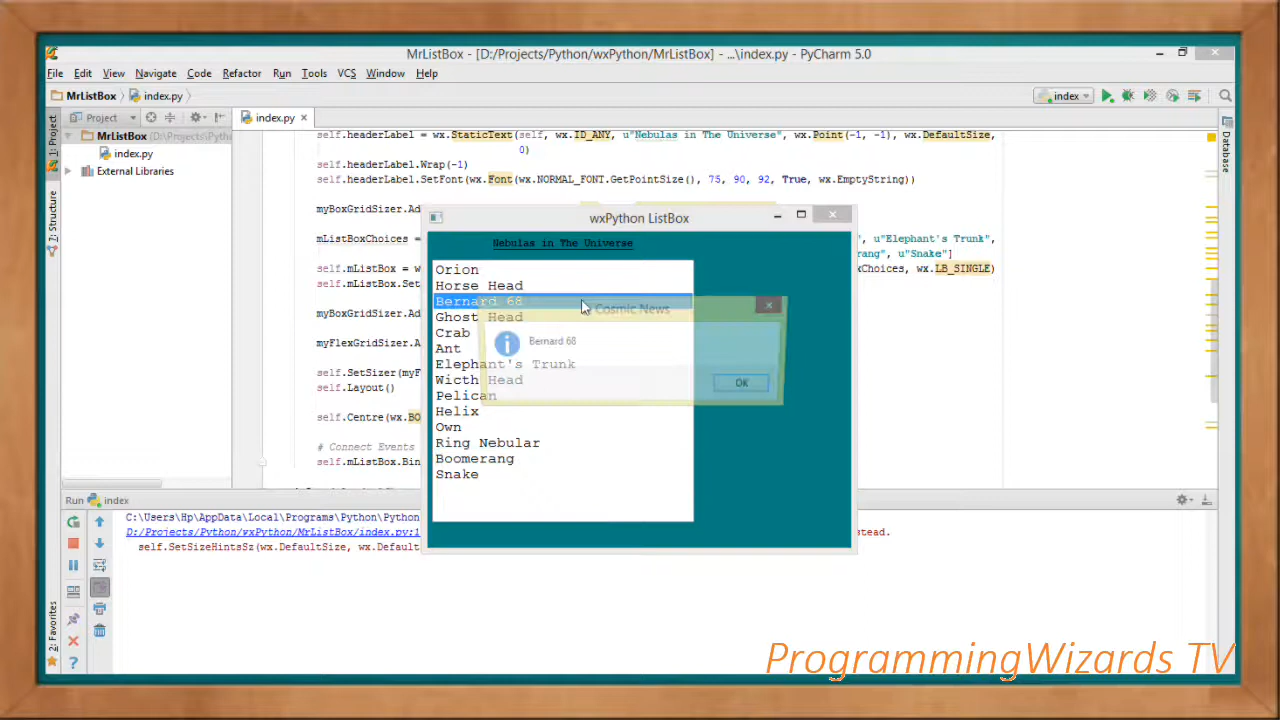 MrListBox - [D:/Projects/Python/wxPython/MrListBox] - ...\index.py - PyCharm 5.0
File Edit View Navigate Code Refactor Run Tools VCS Window Help
MrListBox index.py index
Project index.py
1: Project
7: Structure
2: Favorites
Database
MrListBox (D:\Projects\Pytho
index.py
External Libraries
self.headerLabel = wx.StaticText(self, wx.ID_ANY, u"Nebulas in The Universe", wx.Point(-1, -1), wx.DefaultSize,
0)
self.headerLabel.Wrap(-1)
self.headerLabel.SetFont(wx.Font(wx.NORMAL_FONT.GetPointSize(), 75, 90, 92, True, wx.EmptyString))
myBoxGridSizer.Ad
mListBoxChoices = ", u"Elephant's Trunk",
rang", u"Snake"]
self.mListBox = w xChoices, wx.LB_SINGLE)
self.mListBox.Set
myBoxGridSizer.Ad
myFlexGridSizer.A
self.SetSizer(myF
self.Layout()
self.Centre(wx.BO
# Connect Events
self.mListBox.Bin
wxPython ListBox
Nebulas in The Universe
Orion
Horse Head
Bernard 68
Ghost Head
Crab
Ant
Elephant's Trunk
Wicth Head
Pelican
Helix
Own
Ring Nebular
Boomerang
Snake
Cosmic News
Bernard 68
OK
Run index
C:\Users\Hp\AppData\Local\Programs\Python\Python
D:/Projects/Python/wxPython/MrListBox/index.py:1 stead.
self.SetSizeHintsSz(wx.DefaultSize, wx.Default
ProgrammingWizards TV